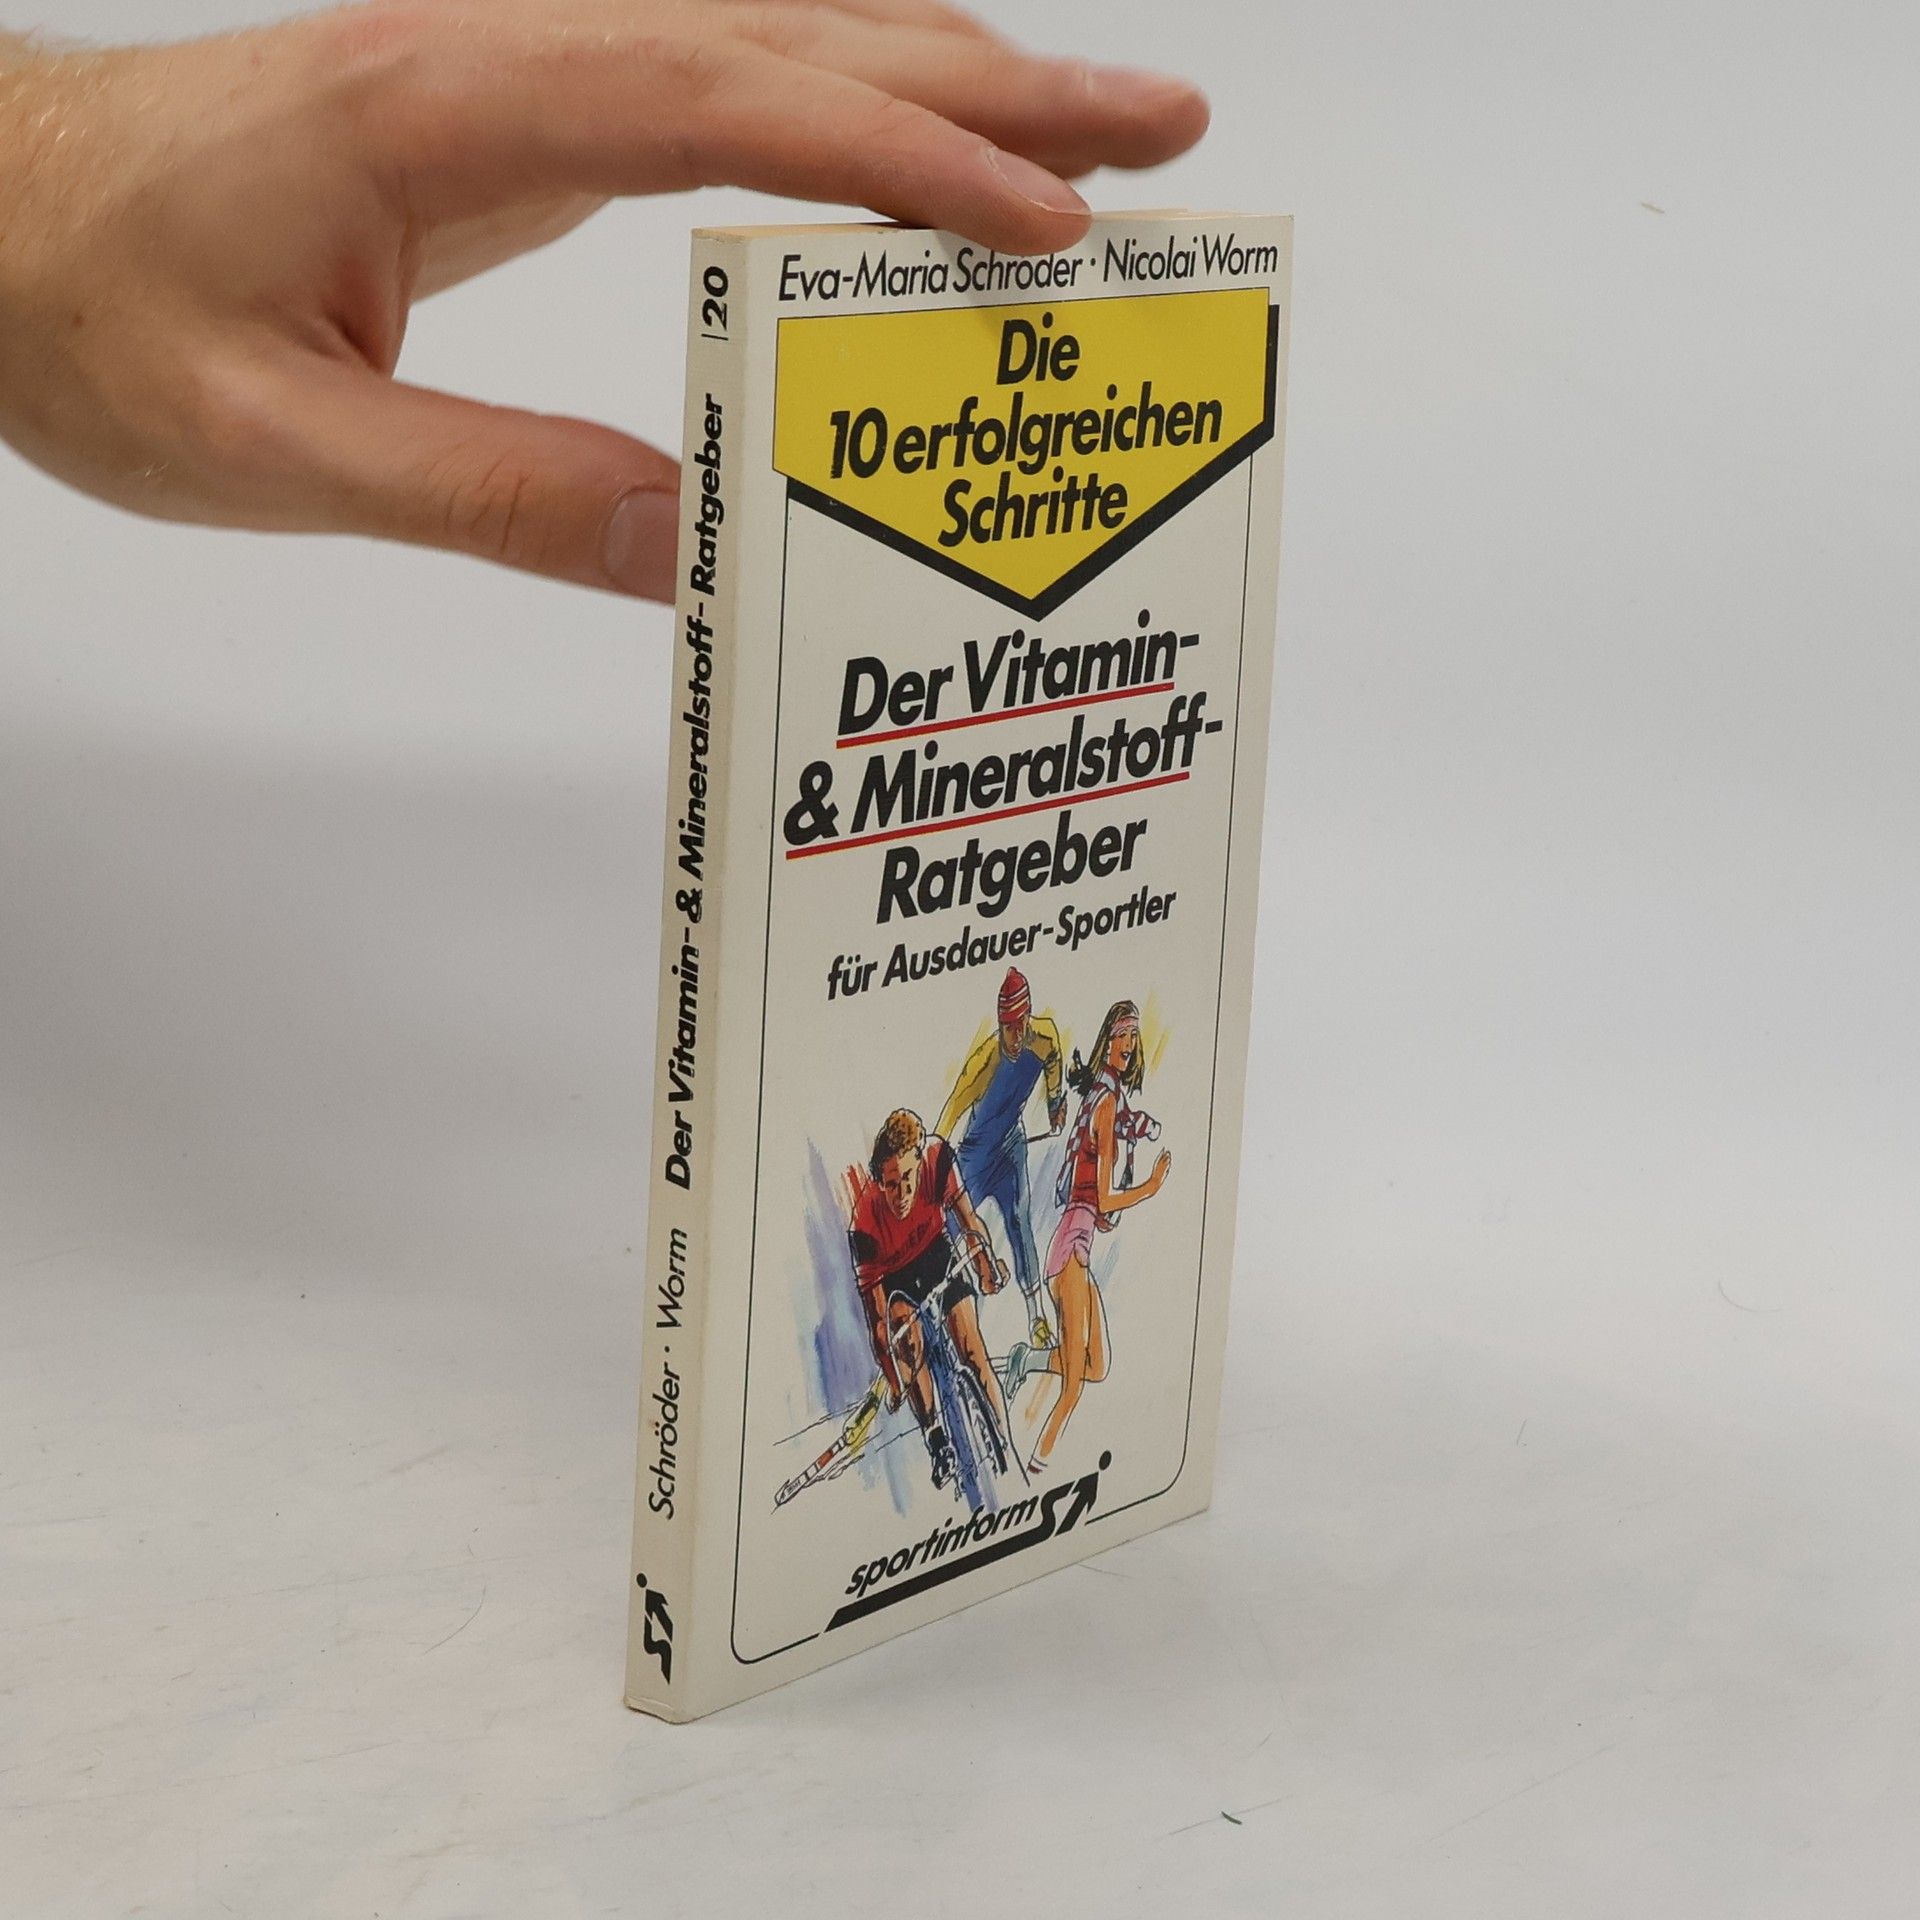 Eva-Maria Schröder · Nicolai Worm
Die
10 erfolgreichen
Schritte
Der Vitamin-
& Mineralstoff-
Ratgeber
für Ausdauer-Sportler
sportinform
Schröder · Worm Der Vitamin- & Mineralstoff-Ratgeber |20